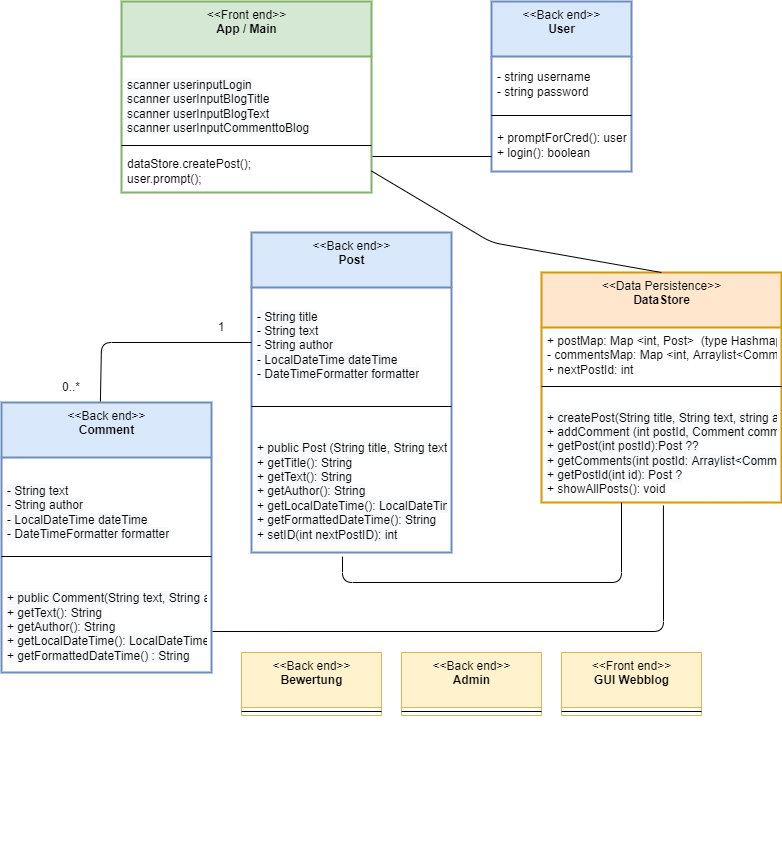 <<Front end>>
App / Main
scanner userinputLogin
scanner userInputBlogTitle
scanner userInputBlogText
scanner userInputCommenttoBlog
dataStore.createPost();
user.prompt();
<<Back end>>
User
- string username
- string password
+ promptForCred(): user
+ login(): boolean
<<Back end>>
Post
- String title
- String text
- String author
- LocalDateTime dateTime
- DateTimeFormatter formatter
+ public Post (String title, String text
+ getTitle(): String
+ getText(): String
+ getAuthor(): String
+ getLocalDateTime(): LocalDateTin
+ getFormattedDateTime(): String
+ setID(int nextPostID): int
<<Data Persistence>>
DataStore
+ postMap: Map <int, Post>  (type Hashmap
- commentsMap: Map <int, Arraylist<Comm
+ nextPostId: int
+ createPost(String title, String text, string a
+ addComment (int postId, Comment comm
+ getPost(int postId):Post ??
+ getComments(int postId: Arraylist<Comm
+ getPostId(int id): Post ?
+ showAllPosts(): void
1
0..*
<<Back end>>
Comment
- String text
- String author
- LocalDateTime dateTime
- DateTimeFormatter formatter
+ public Comment(String text, String a
+ getText(): String
+ getAuthor(): String
+ getLocalDateTime(): LocalDateTime
+ getFormattedDateTime() : String
<<Back end>>
Bewertung
<<Back end>>
Admin
<<Front end>>
GUI Webblog